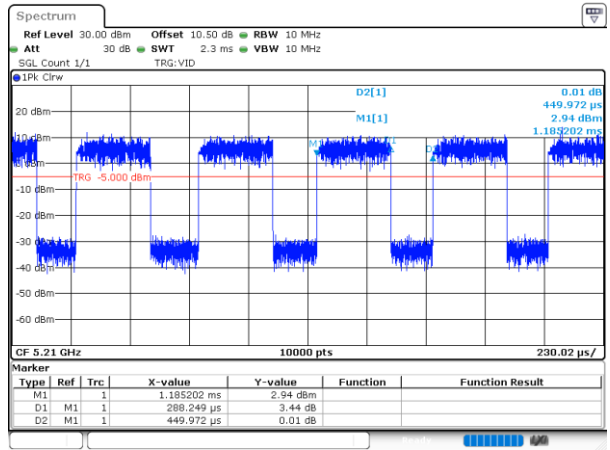 Spectrum
Ref Level 30.00 dBm Offset 10.50 dB RBW 10 MHz
Att 30 dB SWT 2.3 ms VBW 10 MHz
SGL Count 1/1 TRG:VID
1Pk Clrw
D2[1] 0.01 dB
449.972 µs
M1[1] 2.94 dBm
1.185202 ms
20 dBm
10 dBm
M1
D2
TRG -5.000 dBm
-10 dBm
-20 dBm
-30 dBm
-40 dBm
-50 dBm
-60 dBm
CF 5.21 GHz 10000 pts 230.02 µs/
Marker
Type Ref Trc X-value Y-value Function Function Result
M1 1 1.185202 ms 2.94 dBm
D1 M1 1 288.249 µs 3.44 dB
D2 M1 1 449.972 µs 0.01 dB